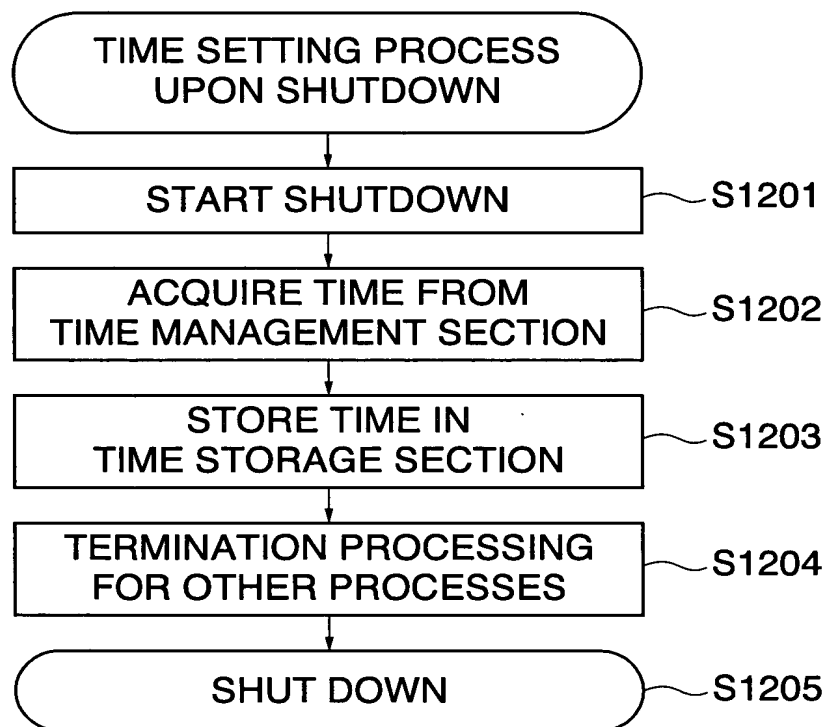 TIME SETTING PROCESS
UPON SHUTDOWN
START SHUTDOWN
S1201
ACQUIRE TIME FROM
TIME MANAGEMENT SECTION
S1202
STORE TIME IN
TIME STORAGE SECTION
S1203
TERMINATION PROCESSING
FOR OTHER PROCESSES
S1204
SHUT DOWN
S1205